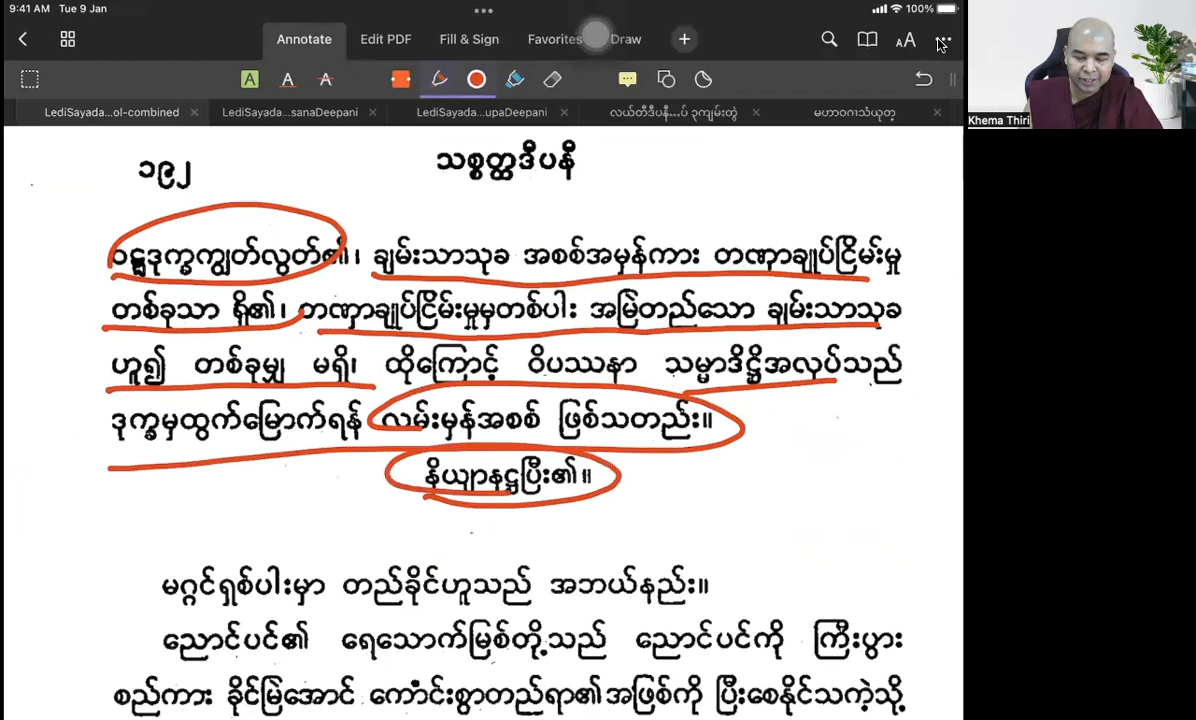 9:41 AM Tue 9 Jan
100%
Annotate Edit PDF Fill & Sign Favorites Draw
LediSayada...ol-combined LediSayada...sanaDeepani LediSayada...upaDeepani လယ်တီဒီပနီ...ပ် ၃ကျမ်းတွဲ မဟာဝဂၢသံယုတ္
Khema Thiri
၁၉၂ သစ္စတ္ထဒီပနီ
ဝဋ္ဋဒုက္ခကျွတ်လွတ်၏၊ ချမ်းသာသုခ အစစ်အမှန်ကား တဏှာချုပ်ငြိမ်းမှု
တစ်ခုသာ ရှိ၏၊ တဏှာချုပ်ငြိမ်းမှုမှတစ်ပါး အမြဲတည်သော ချမ်းသာသုခ
ဟူ၍ တစ်ခုမျှ မရှိ၊ ထိုကြောင့် ဝိပဿနာ သမ္မာဒိဋ္ဌိအလုပ်သည်
ဒုက္ခမှထွက်မြောက်ရန် လမ်းမှန်အစစ် ဖြစ်သတည်း။
နိယျာနဋ္ဌပြီး၏။
မဂ္ဂင်ရှစ်ပါးမှာ တည်ခိုင်ဟူသည် အဘယ်နည်း။
ညောင်ပင်၏ ရေသောက်မြစ်တို့သည် ညောင်ပင်ကို ကြီးပွား
စည်ကား ခိုင်မြဲအောင် ကောင်းစွာတည်ရာ၏အဖြစ်ကို ပြီးစေနိုင်သကဲ့သို့